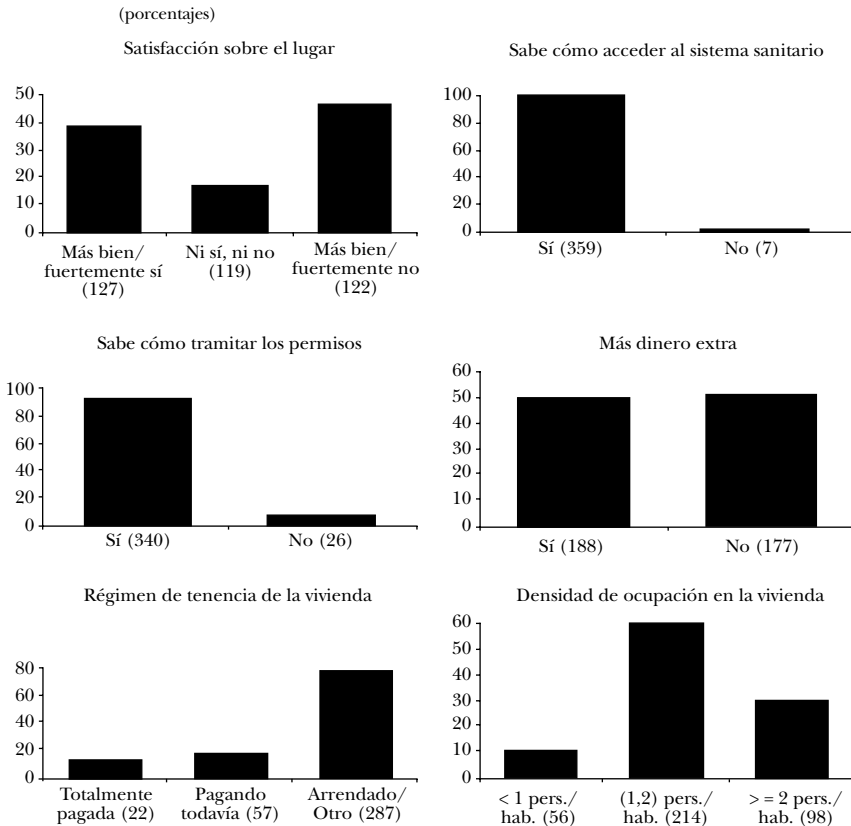 (porcentajes)
Satisfacción sobre el lugar
50
40
30
20
10
0
Más bien/ fuertemente sí (127)
Ni sí, ni no (119)
Más bien/ fuertemente no (122)
Sabe cómo acceder al sistema sanitario
100
80
60
40
20
0
Sí (359)
No (7)
Sabe cómo tramitar los permisos
100
80
60
40
20
0
Sí (340)
No (26)
Más dinero extra
60
50
40
30
20
10
0
Sí (188)
No (177)
Régimen de tenencia de la vivienda
80
60
40
20
0
Totalmente pagada (22)
Pagando todavía (57)
Arrendado/ Otro (287)
Densidad de ocupación en la vivienda
60
50
40
30
20
10
0
< 1 pers./ hab. (56)
(1,2) pers./ hab. (214)
> = 2 pers./ hab. (98)